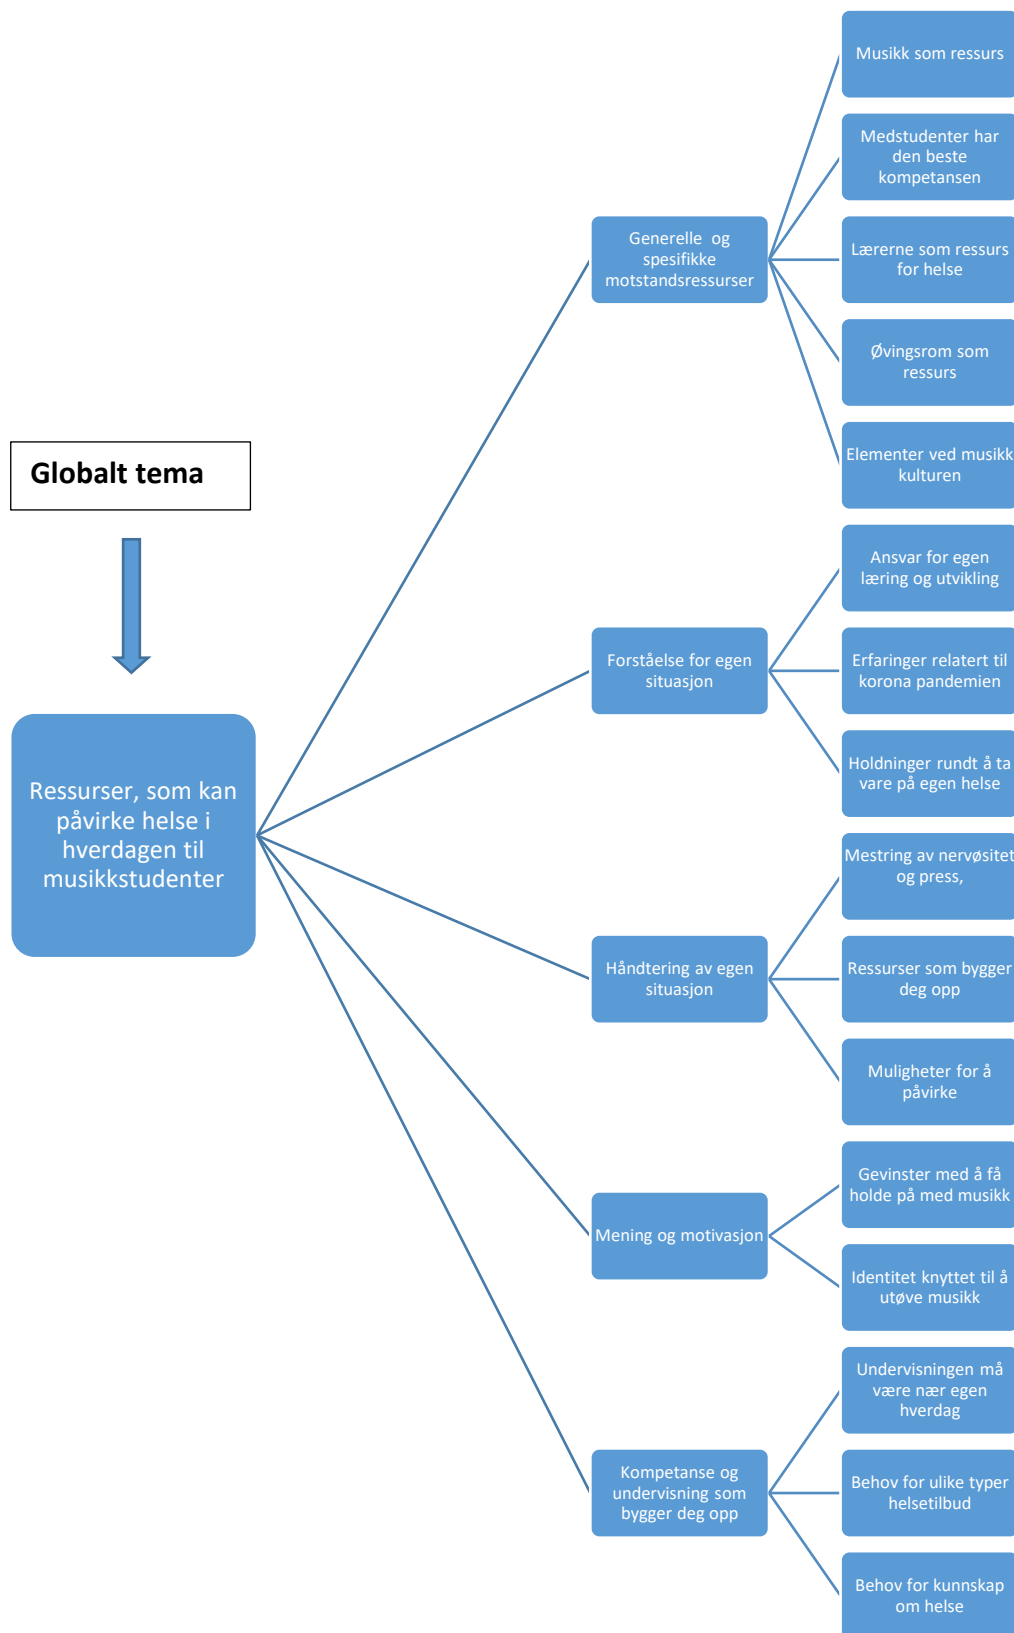 Globalt tema
Ressurser, som kan
påvirke helse i
hverdagen til
musikkstudenter
Generelle og
spesifikke
motstandsressurser
Musikk som ressurs
Medstudenter har
den beste
kompetansen
Lærerne som ressurs
for helse
Øvingsrom som
ressurs
Elementer ved musikk
kulturen
Forståelse for egen
situasjon
Ansvar for egen
læring og utvikling
Erfaringer relatert til
korona pandemien
Holdninger rundt å ta
vare på egen helse
Håndtering av egen
situasjon
Mestring av nervøsitet
og press,
Ressurser som bygger
deg opp
Muligheter for å
påvirke
Mening og motivasjon
Gevinster med å få
holde på med musikk
Identitet knyttet til å
utøve musikk
Kompetanse og
undervisning som
bygger deg opp
Undervisningen må
være nær egen
hverdag
Behov for ulike typer
helsetilbud
Behov for kunnskap
om helse